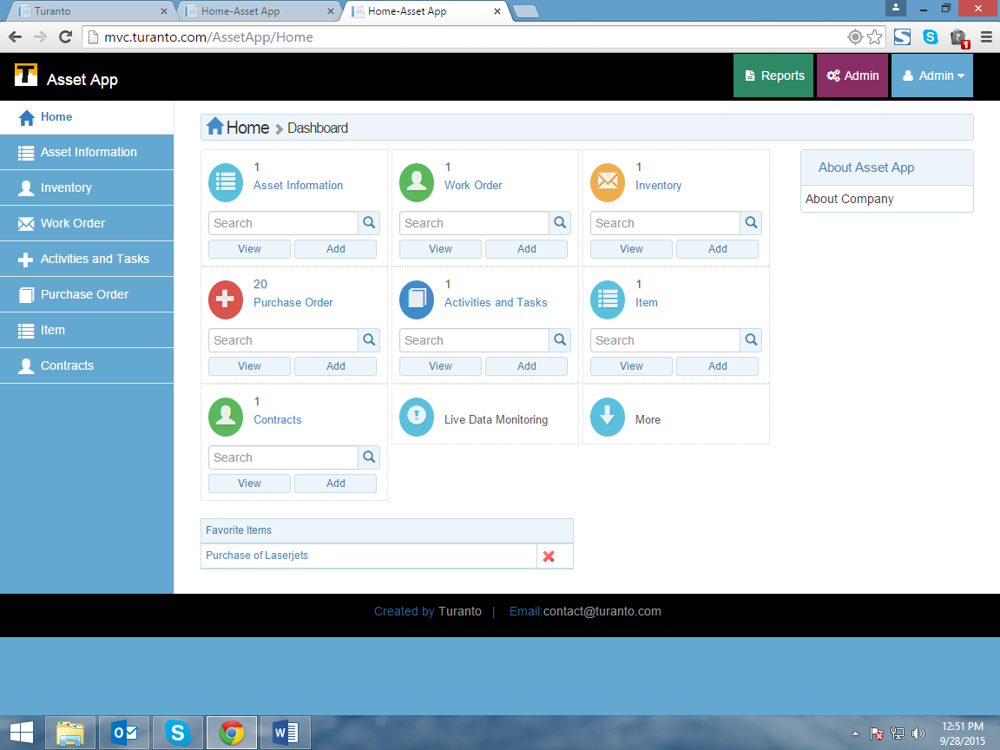 Turanto
Home-Asset App
Home-Asset App
mvc.turanto.com/AssetApp/Home
1
T Asset App
Reports
Admin
Admin
Home
Asset Information
Inventory
Work Order
Activities and Tasks
Purchase Order
Item
Contracts
Home Dashboard
1
Asset Information
Search
View Add
1
Work Order
Search
View Add
1
Inventory
Search
View Add
20
Purchase Order
Search
View Add
1
Activities and Tasks
Search
View Add
1
Item
Search
View Add
1
Contracts
Search
View Add
Live Data Monitoring
More
About Asset App
About Company
Favorite Items
Purchase of Laserjets
Created by Turanto | Email:contact@turanto.com
12:51 PM
9/28/2015